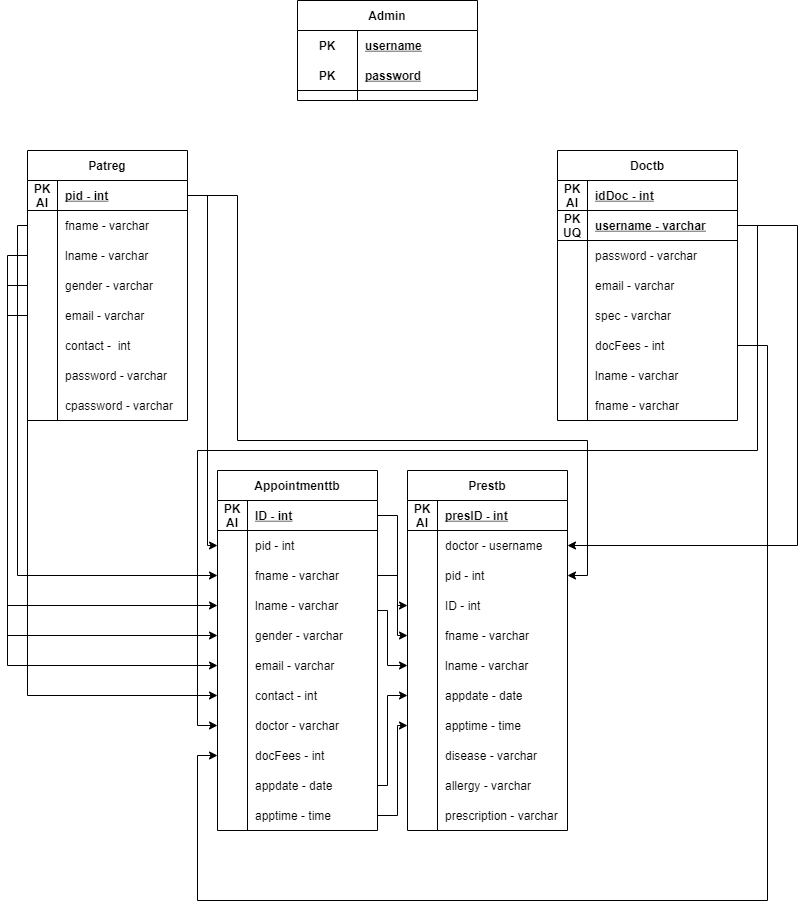 Admin
PK username
PK password
Patreg
PK
AI pid - int
fname - varchar
lname - varchar
gender - varchar
email - varchar
contact -  int
password - varchar
cpassword - varchar
Doctb
PK
AI idDoc - int
PK
UQ username - varchar
password - varchar
email - varchar
spec - varchar
docFees - int
lname - varchar
fname - varchar
Appointmenttb
PK
AI ID - int
pid - int
fname - varchar
lname - varchar
gender - varchar
email - varchar
contact - int
doctor - varchar
docFees - int
appdate - date
apptime - time
Prestb
PK
AI presID - int
doctor - username
pid - int
ID - int
fname - varchar
lname - varchar
appdate - date
apptime - time
disease - varchar
allergy - varchar
prescription - varchar